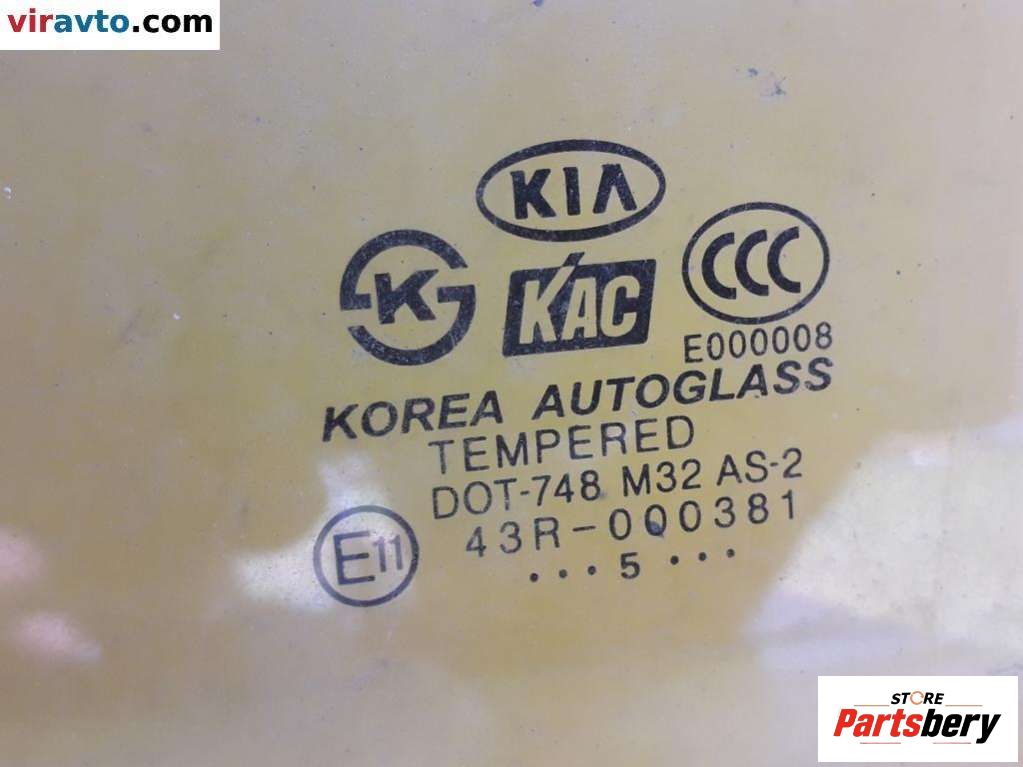 viravto.com
KIA
K
KAC
CCC
E000008
KOREA AUTOGLASS
TEMPERED
DOT-748 M32 AS-2
43R-000381
E11
•••5•••
STORE
Partsbery